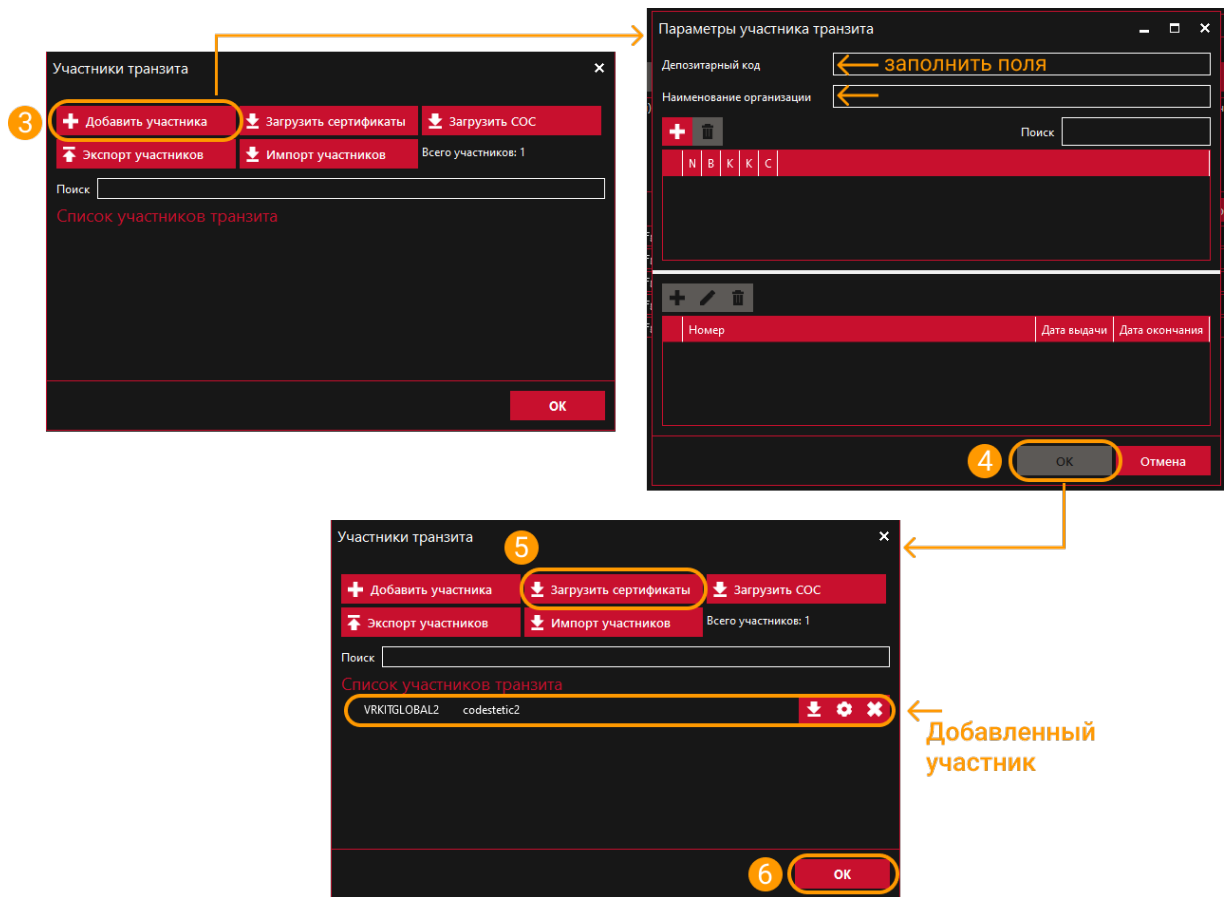 Участники транзита
3
Добавить участника
Загрузить сертификаты
Загрузить СОС
Экспорт участников
Импорт участников
Всего участников: 1
Поиск
Список участников транзита
ОК
Параметры участника транзита
Депозитарный код
заполнить поля
Наименование организации
Поиск
N В К К С
Номер
Дата выдачи
Дата окончания
4
ОК
Отмена
Участники транзита
5
Добавить участника
Загрузить сертификаты
Загрузить СОС
Экспорт участников
Импорт участников
Всего участников: 1
Поиск
Список участников транзита
VRKITGLOBAL2 codestetic2
Добавленный
участник
6
ОК